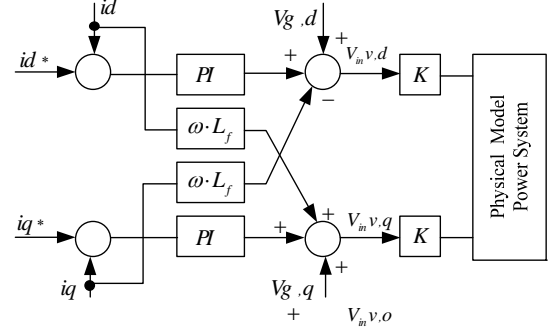 id
Vg,d
+
id*
PI
+
V_in v,d
K
−
ω·L_f
ω·L_f
Physical Model
Power System
+
iq*
PI
+
V_in v,q
K
+
iq
Vg,q
+
V_in v,o